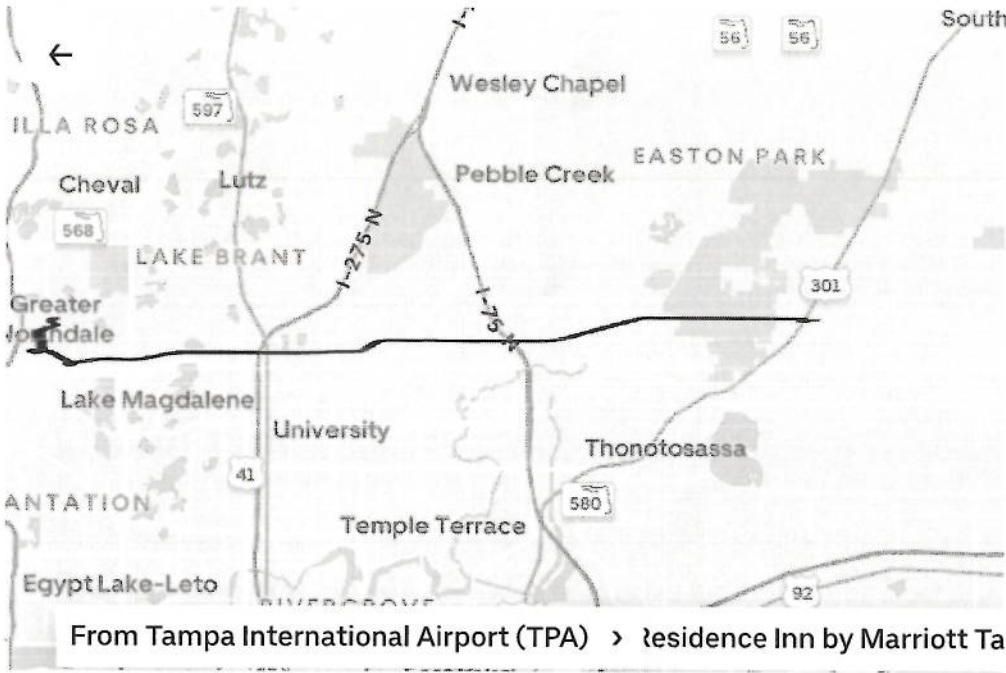 South
56
56
Wesley Chapel
597
ILLA ROSA
EASTON PARK
Pebble Creek
Cheval
Lutz
568
I-275 N
LAKE BRANT
301
Greater
I-75 N
Lake Magdalene
University
Thonotosassa
41
580
ANTATION
Temple Terrace
Egypt Lake-Leto
92
From Tampa International Airport (TPA) > Residence Inn by Marriott Ta